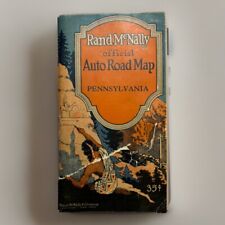 Rand McNally
official
Auto Road Map
PENNSYLVANIA
35¢